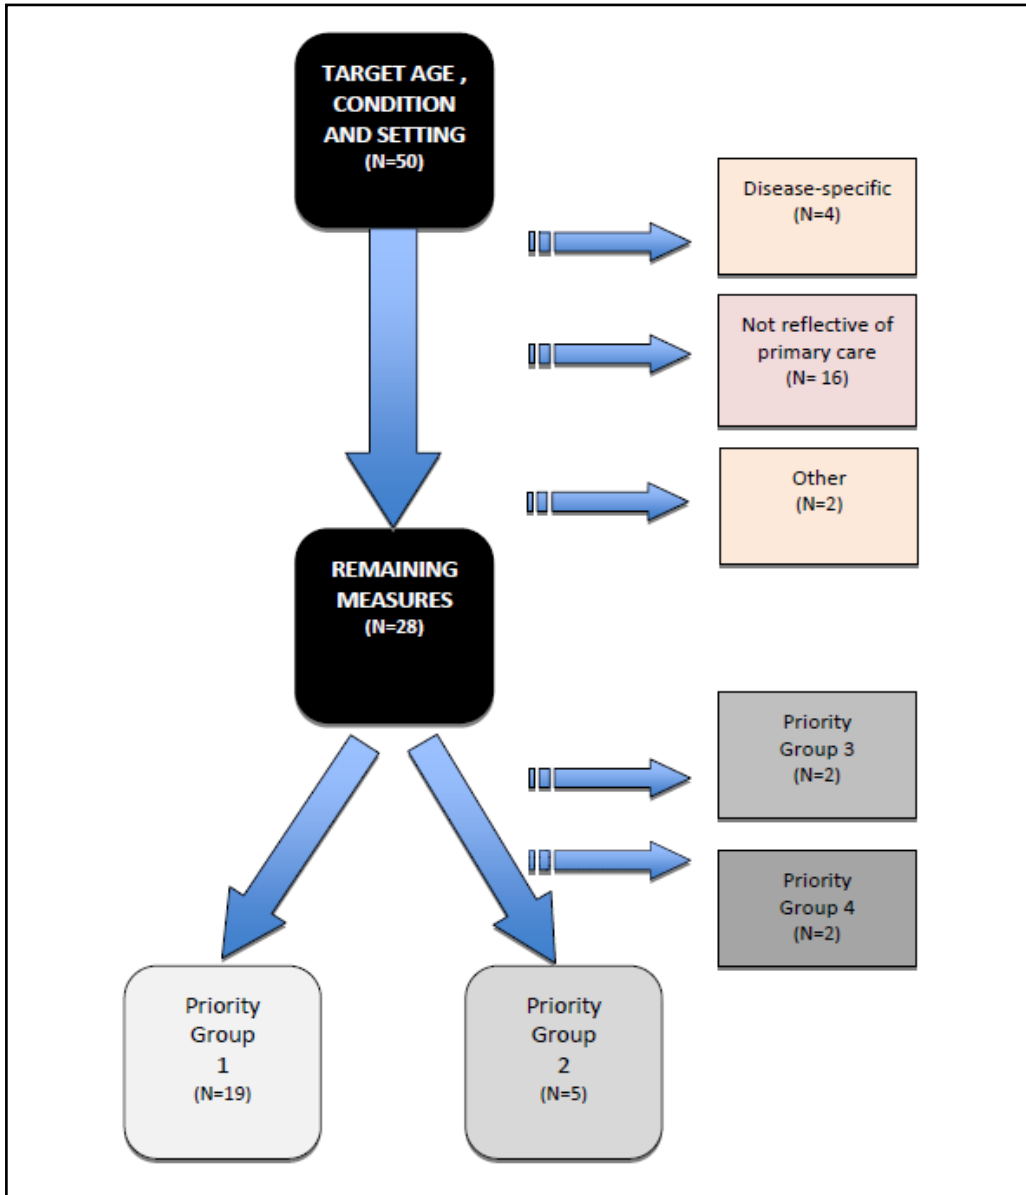 TARGET AGE ,
CONDITION
AND SETTING
(N=50)
Disease-specific
(N=4)
Not reflective of
primary care
(N= 16)
Other
(N=2)
REMAINING
MEASURES
(N=28)
Priority
Group 3
(N=2)
Priority
Group 4
(N=2)
Priority
Group
1
(N=19)
Priority
Group
2
(N=5)